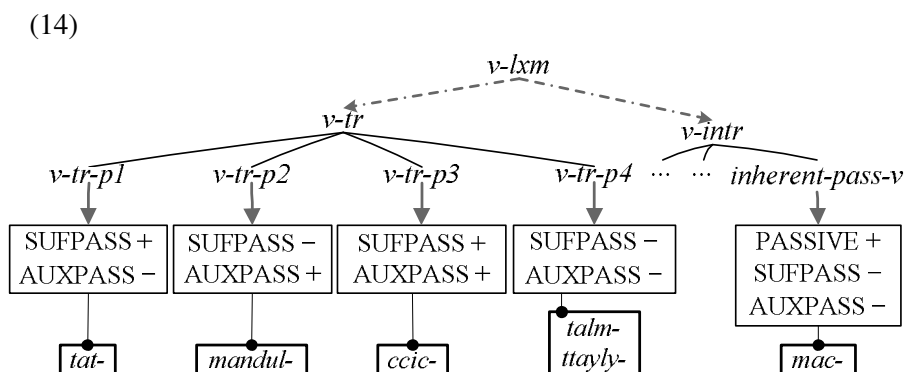 (14)
v-lxm
v-tr v-intr
v-tr-p1 v-tr-p2 v-tr-p3 v-tr-p4 ... ... inherent-pass-v
SUFPASS + SUFPASS − SUFPASS + SUFPASS − PASSIVE +
AUXPASS − AUXPASS + AUXPASS + AUXPASS − SUFPASS −
AUXPASS −
talm-
tat- mandul- ccic- ttayly- mac-